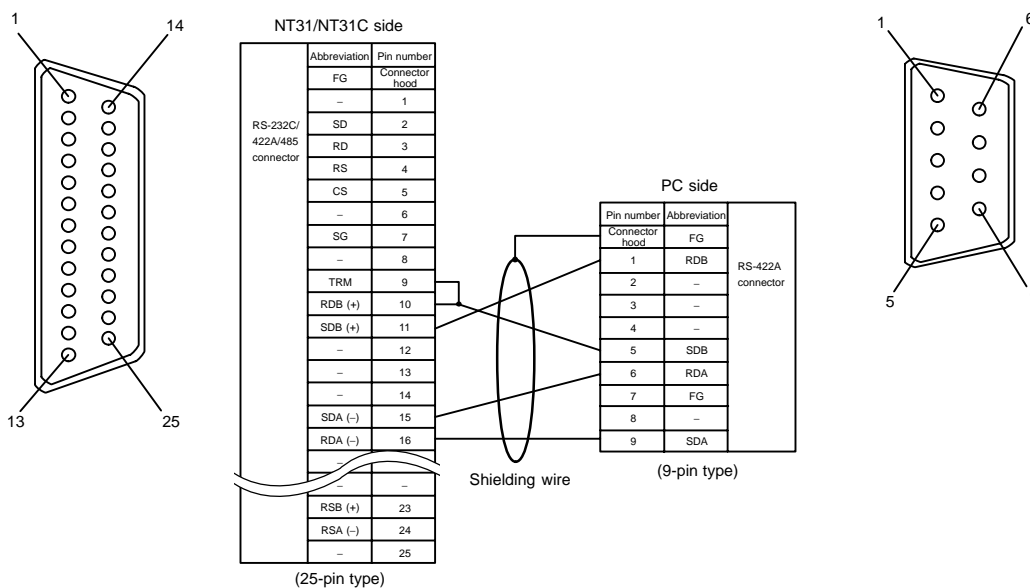 1
14
13
25
NT31/NT31C side
RS-232C/
422A/485
connector
Abbreviation Pin number
FG Connector hood
– 1
SD 2
RD 3
RS 4
CS 5
– 6
SG 7
– 8
TRM 9
RDB (+) 10
SDB (+) 11
– 12
– 13
– 14
SDA (–) 15
RDA (–) 16
–
– –
RSB (+) 23
RSA (–) 24
– 25
(25-pin type)
Shielding wire
PC side
Pin number Abbreviation
Connector hood FG
1 RDB
2 –
3 –
4 –
5 SDB
6 RDA
7 FG
8 –
9 SDA
RS-422A
connector
(9-pin type)
1
6
5